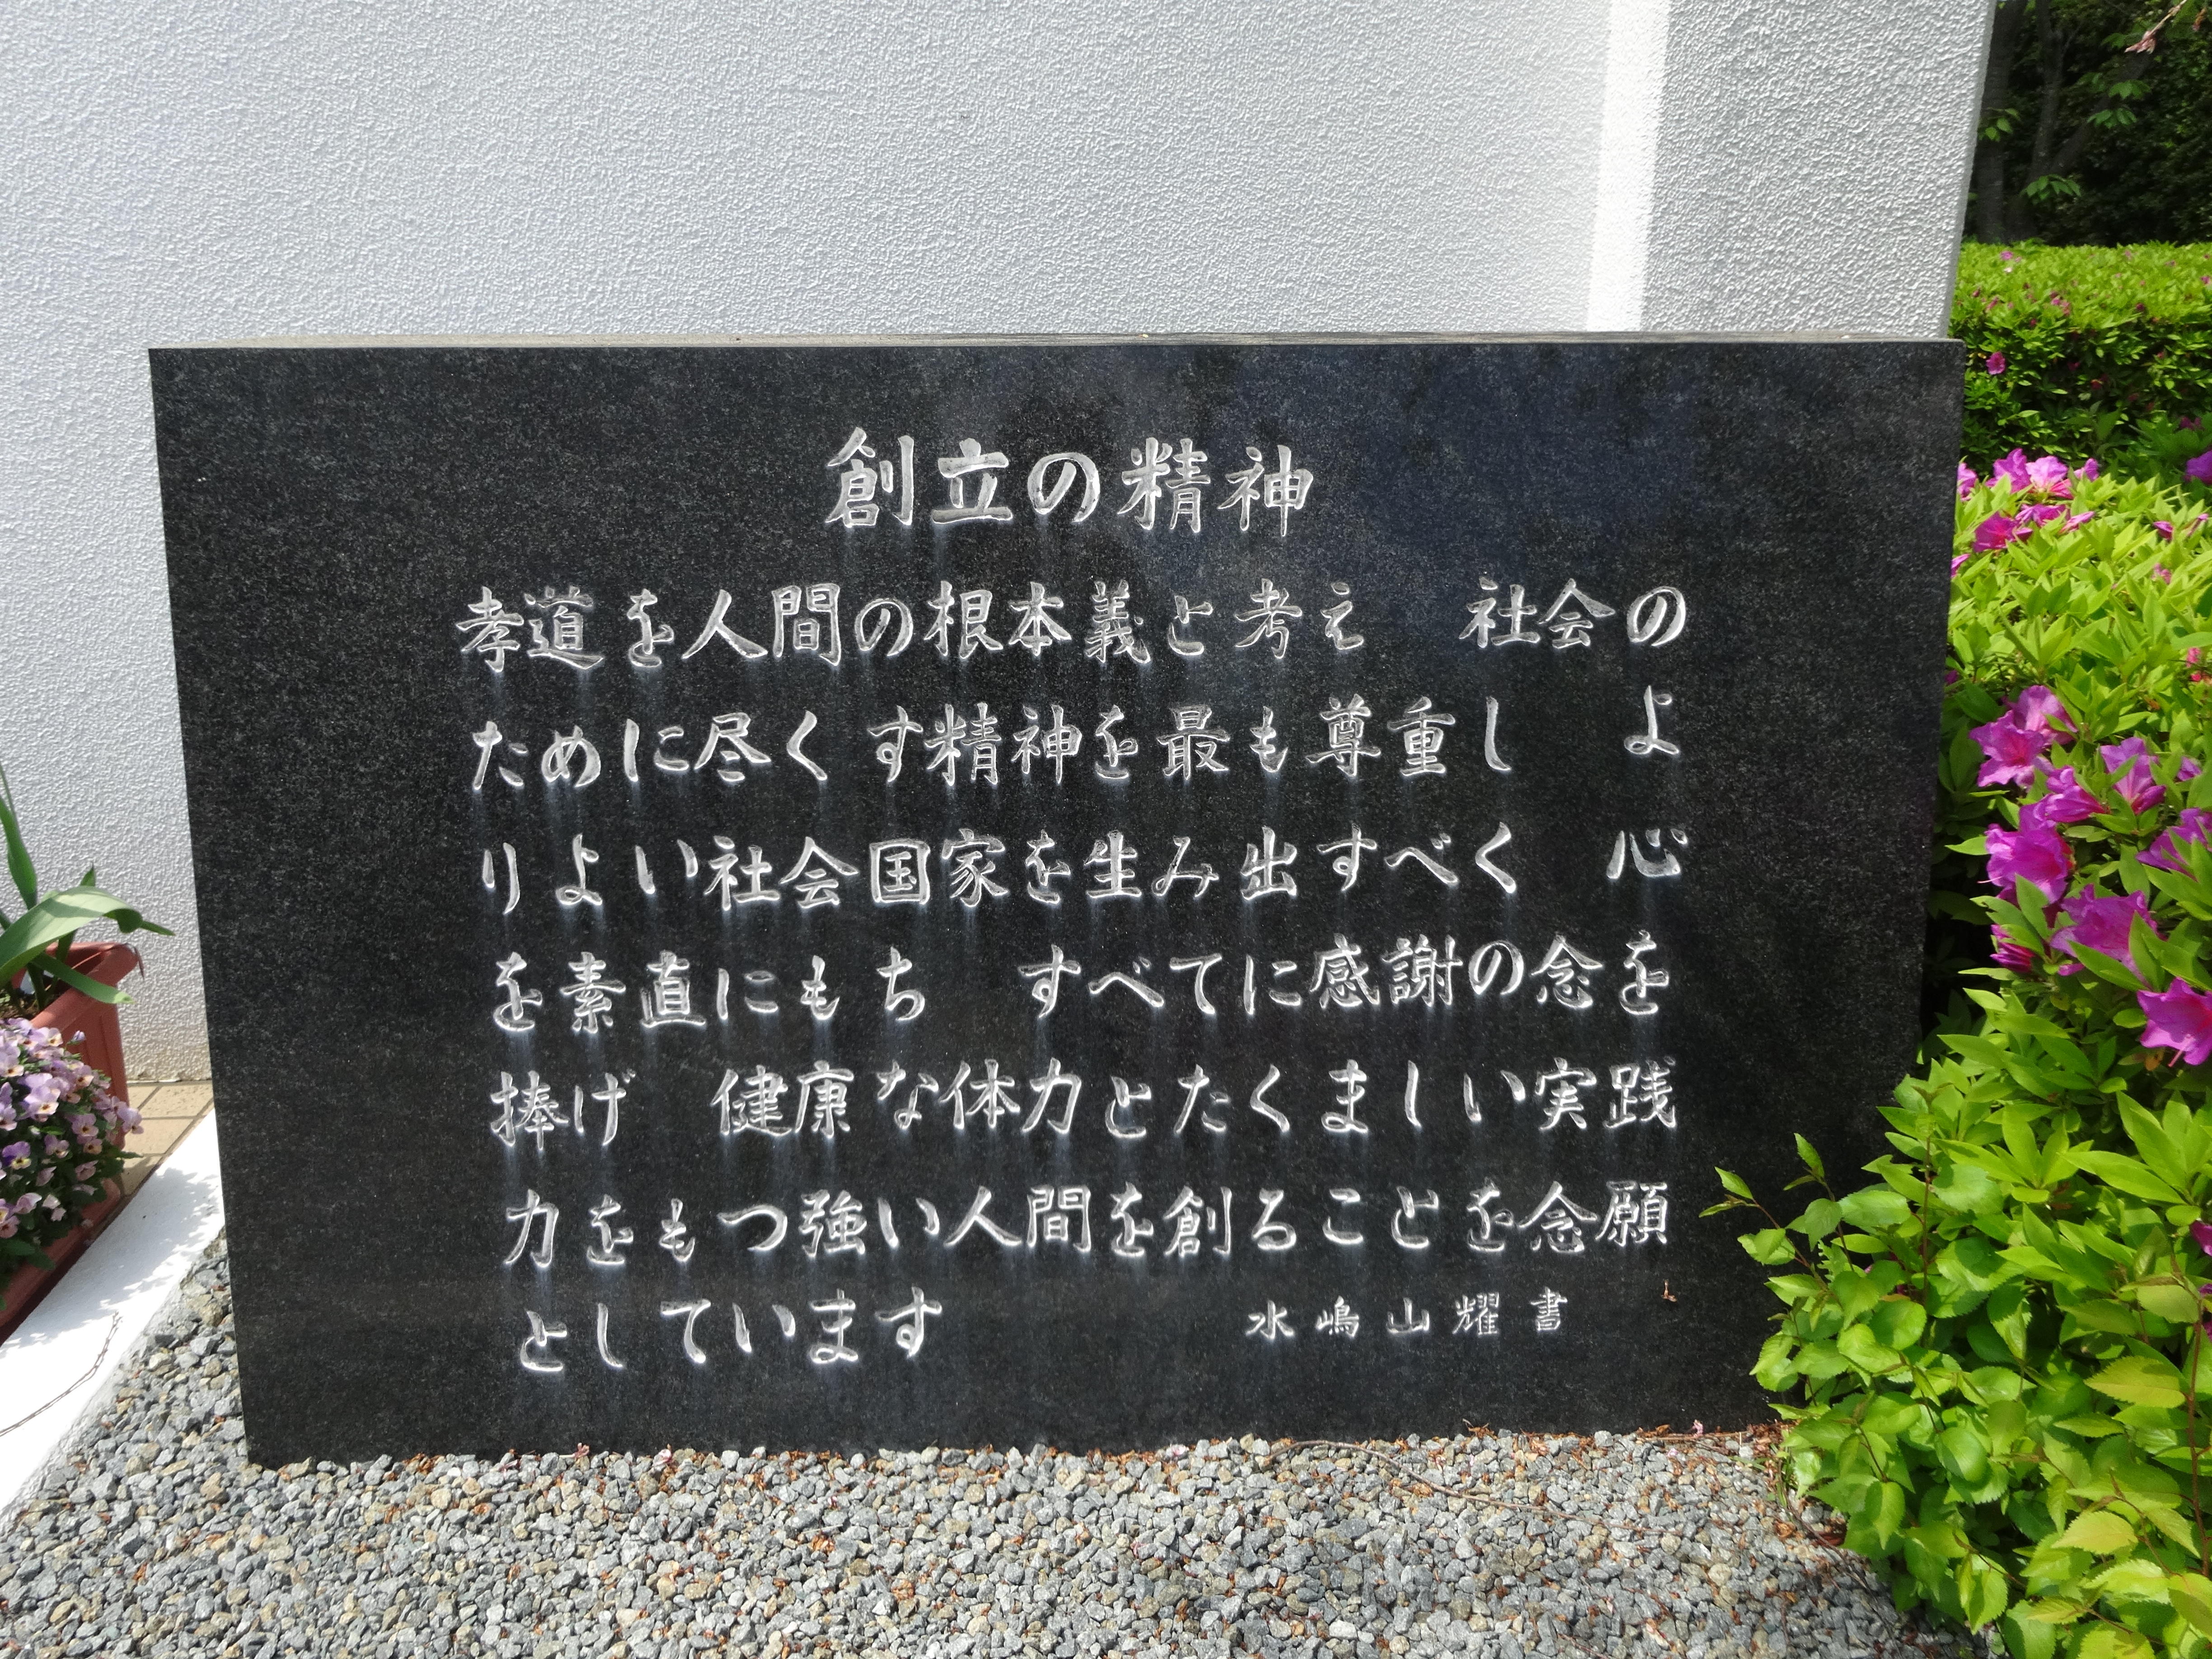 創立の精神
孝道を人間の根本義と考え　社会の
ために尽くす精神を最も尊重し　よ
りよい社会国家を生み出すべく　心
を素直にもち　すべてに感謝の念を
捧げ　健康な体力とたくましい実践
力をもつ強い人間を創ることを念願
としています　水嶋山耀書